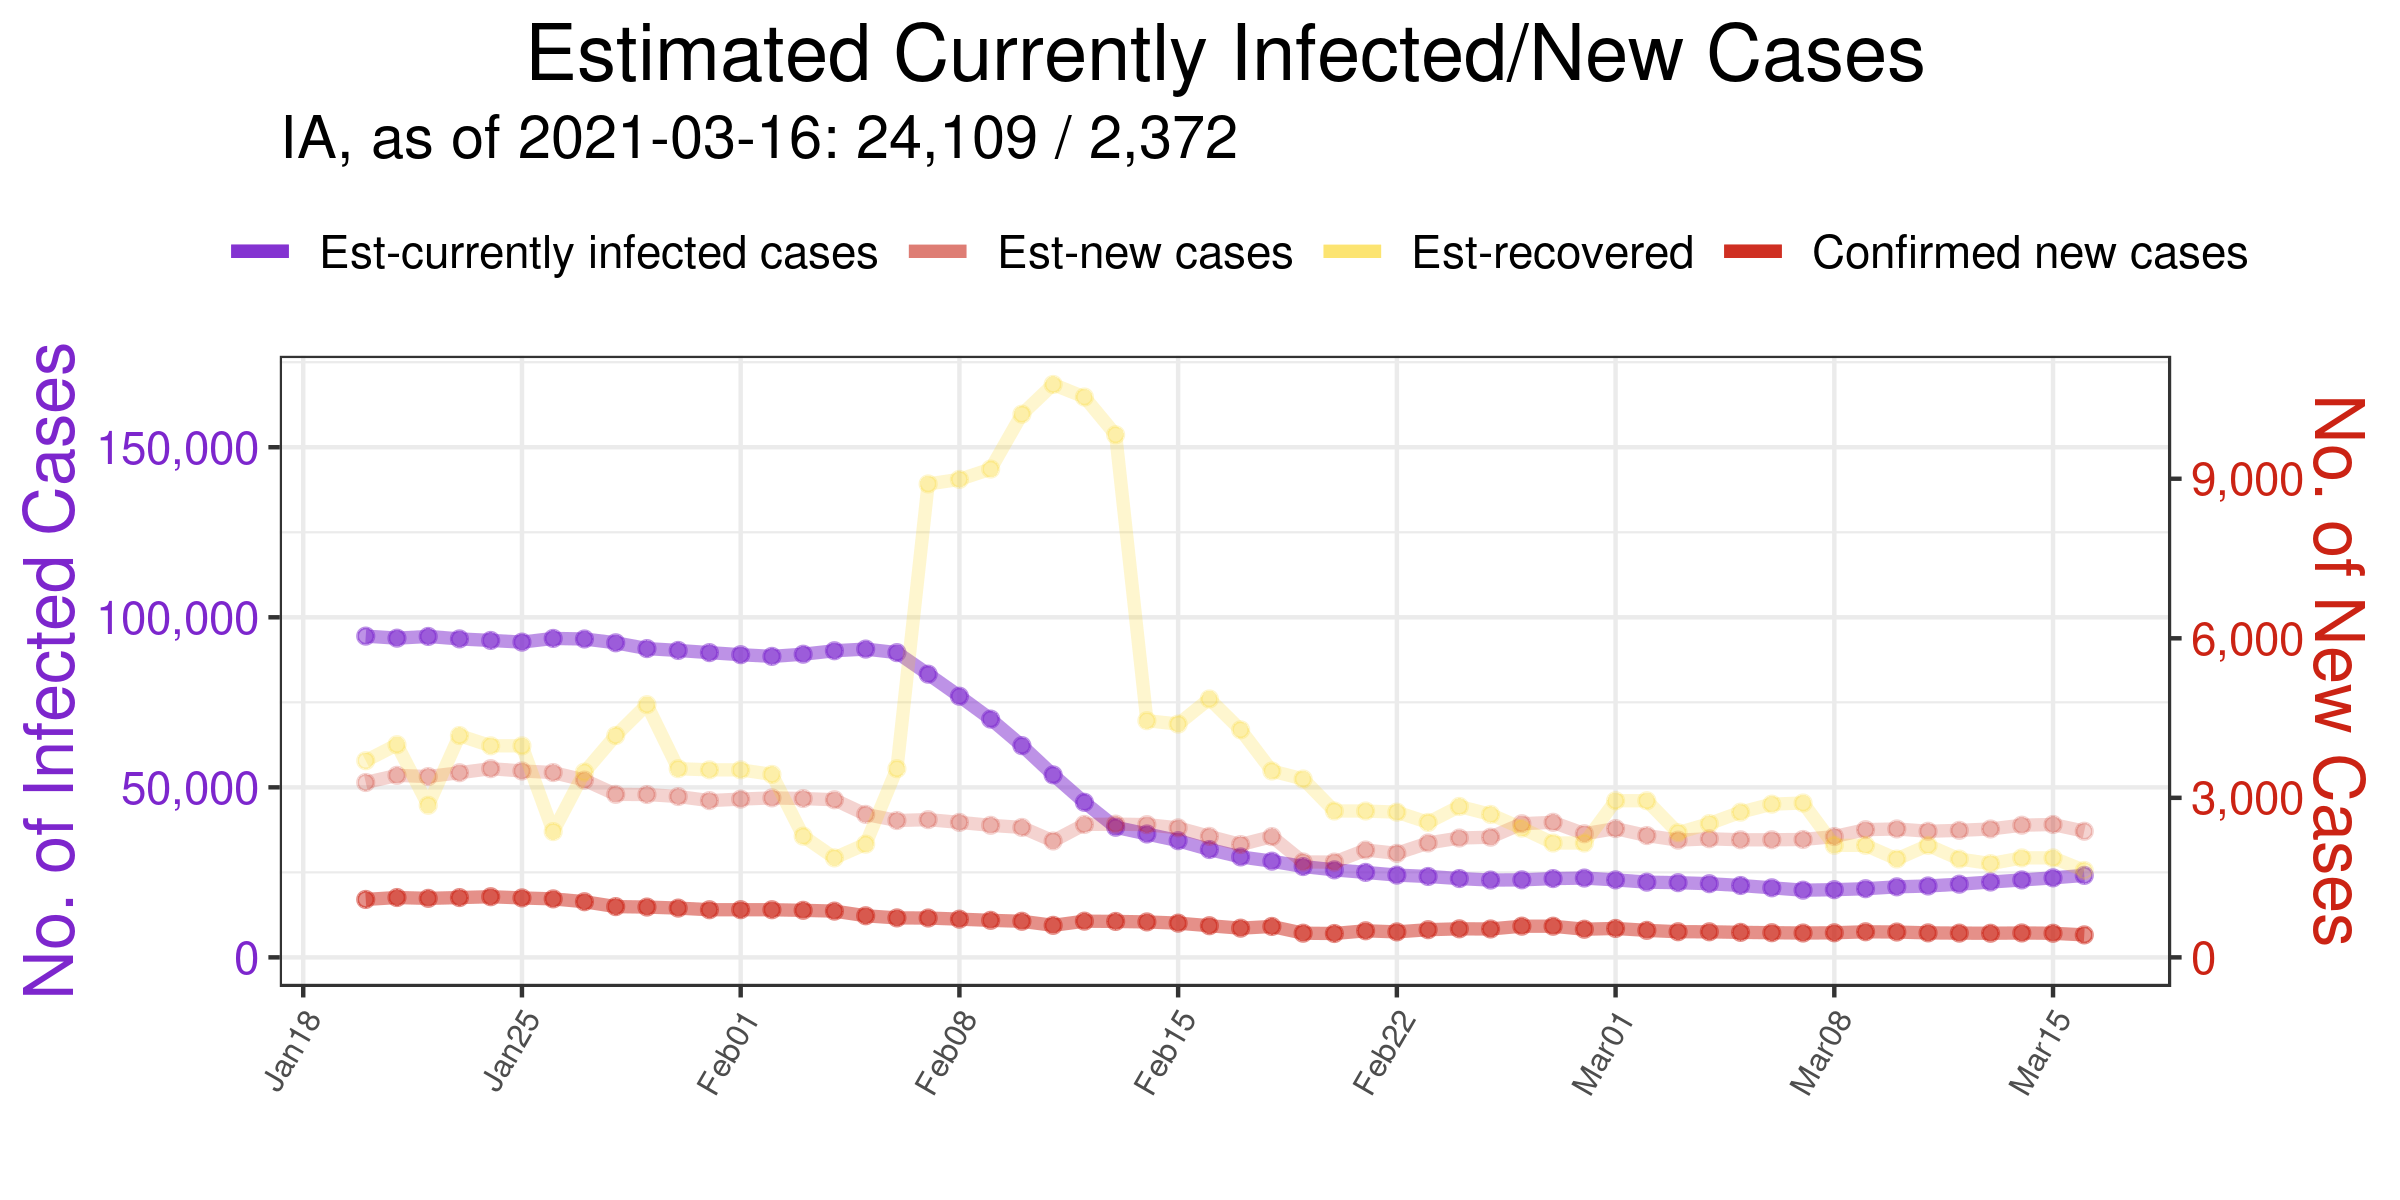 Estimated Currently Infected/New Cases
IA, as of 2021-03-16: 24,109 / 2,372
Est-currently infected cases Est-new cases Est-recovered Confirmed new cases
No. of Infected Cases
150,000
100,000
50,000
0
9,000
6,000
3,000
0
No. of New Cases
Jan18 Jan25 Feb01 Feb08 Feb15 Feb22 Mar01 Mar08 Mar15